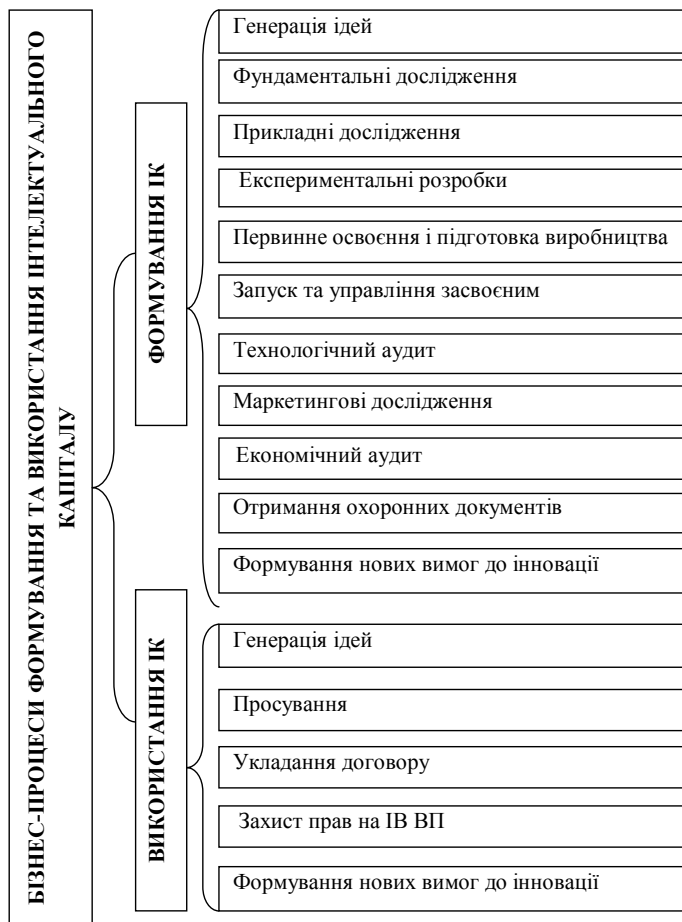 БІЗНЕС-ПРОЦЕСИ ФОРМУВАННЯ ТА ВИКОРИСТАННЯ ІНТЕЛЕКТУАЛЬНОГО
КАПІТАЛУ
ФОРМУВАННЯ ІК
Генерація ідей
Фундаментальні дослідження
Прикладні дослідження
Експериментальні розробки
Первинне освоєння і підготовка виробництва
Запуск та управління засвоєним
Технологічний аудит
Маркетингові дослідження
Економічний аудит
Отримання охоронних документів
Формування нових вимог до інновації
ВИКОРИСТАННЯ ІК
Генерація ідей
Просування
Укладання договору
Захист прав на ІВ ВП
Формування нових вимог до інновації